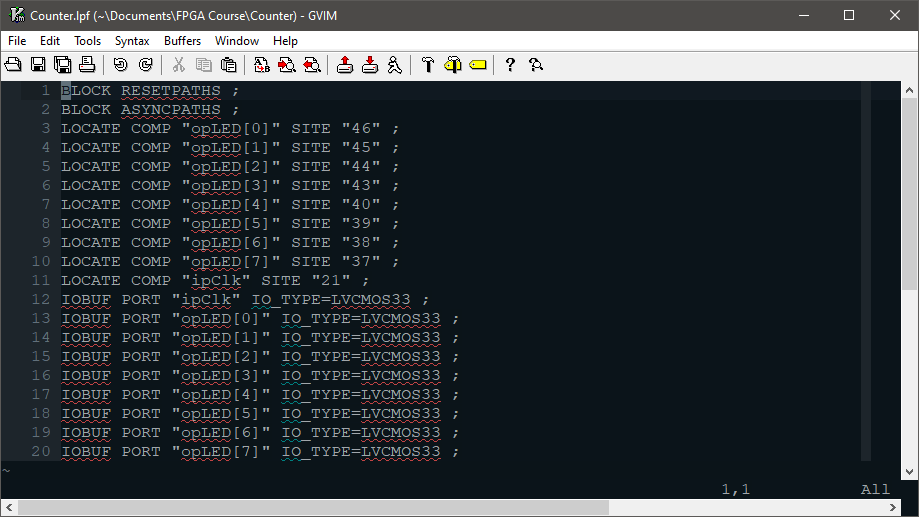 Counter.lpf (~\Documents\FPGA Course\Counter) - GVIM
File Edit Tools Syntax Buffers Window Help
1 BLOCK RESETPATHS ;
2 BLOCK ASYNCPATHS ;
3 LOCATE COMP "opLED[0]" SITE "46" ;
4 LOCATE COMP "opLED[1]" SITE "45" ;
5 LOCATE COMP "opLED[2]" SITE "44" ;
6 LOCATE COMP "opLED[3]" SITE "43" ;
7 LOCATE COMP "opLED[4]" SITE "40" ;
8 LOCATE COMP "opLED[5]" SITE "39" ;
9 LOCATE COMP "opLED[6]" SITE "38" ;
10 LOCATE COMP "opLED[7]" SITE "37" ;
11 LOCATE COMP "ipClk" SITE "21" ;
12 IOBUF PORT "ipClk" IO_TYPE=LVCMOS33 ;
13 IOBUF PORT "opLED[0]" IO_TYPE=LVCMOS33 ;
14 IOBUF PORT "opLED[1]" IO_TYPE=LVCMOS33 ;
15 IOBUF PORT "opLED[2]" IO_TYPE=LVCMOS33 ;
16 IOBUF PORT "opLED[3]" IO_TYPE=LVCMOS33 ;
17 IOBUF PORT "opLED[4]" IO_TYPE=LVCMOS33 ;
18 IOBUF PORT "opLED[5]" IO_TYPE=LVCMOS33 ;
19 IOBUF PORT "opLED[6]" IO_TYPE=LVCMOS33 ;
20 IOBUF PORT "opLED[7]" IO_TYPE=LVCMOS33 ;
~
1,1 All